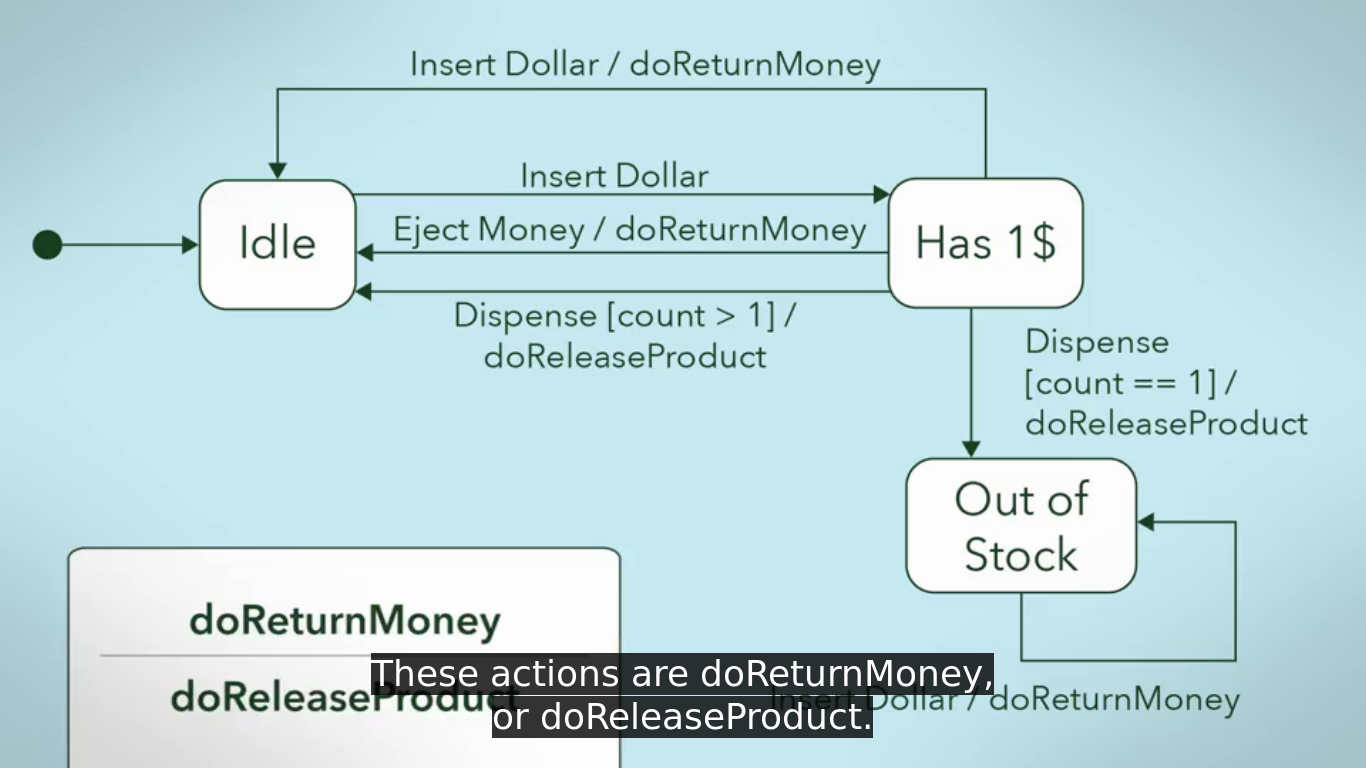 Insert Dollar / doReturnMoney
Insert Dollar
Eject Money / doReturnMoney
Idle
Has 1$
Dispense [count > 1] /
doReleaseProduct
Dispense
[count == 1] /
doReleaseProduct
Out of
Stock
doReturnMoney
doReleaseProduct
Insert Dollar / doReturnMoney
These actions are doReturnMoney,
or doReleaseProduct.